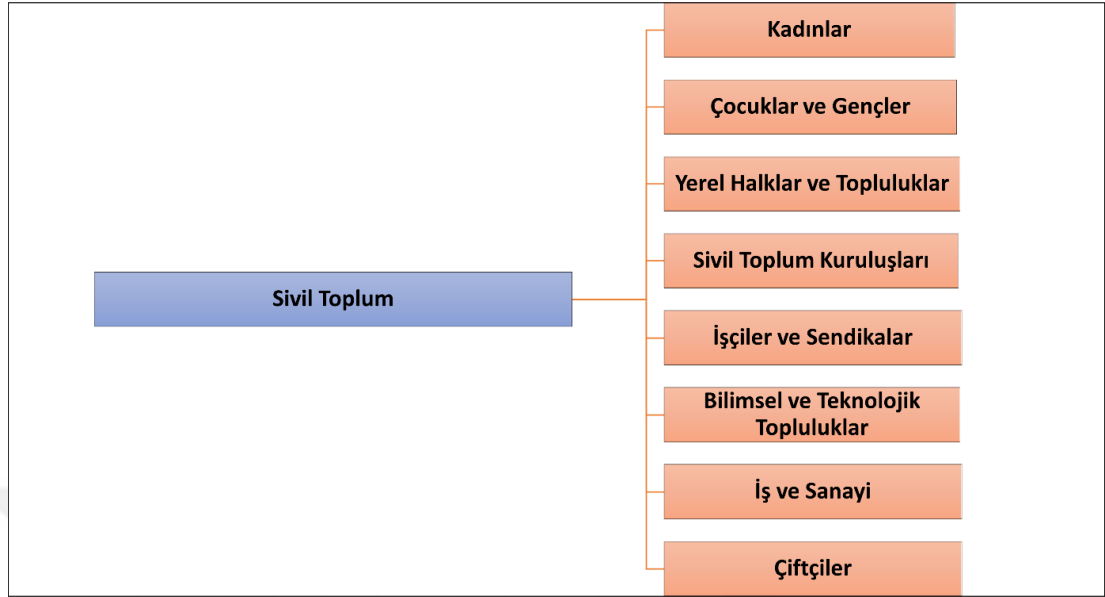 Kadınlar
Çocuklar ve Gençler
Yerel Halklar ve Topluluklar
Sivil Toplum Kuruluşları
Sivil Toplum
İşçiler ve Sendikalar
Bilimsel ve Teknolojik
Topluluklar
İş ve Sanayi
Çiftçiler